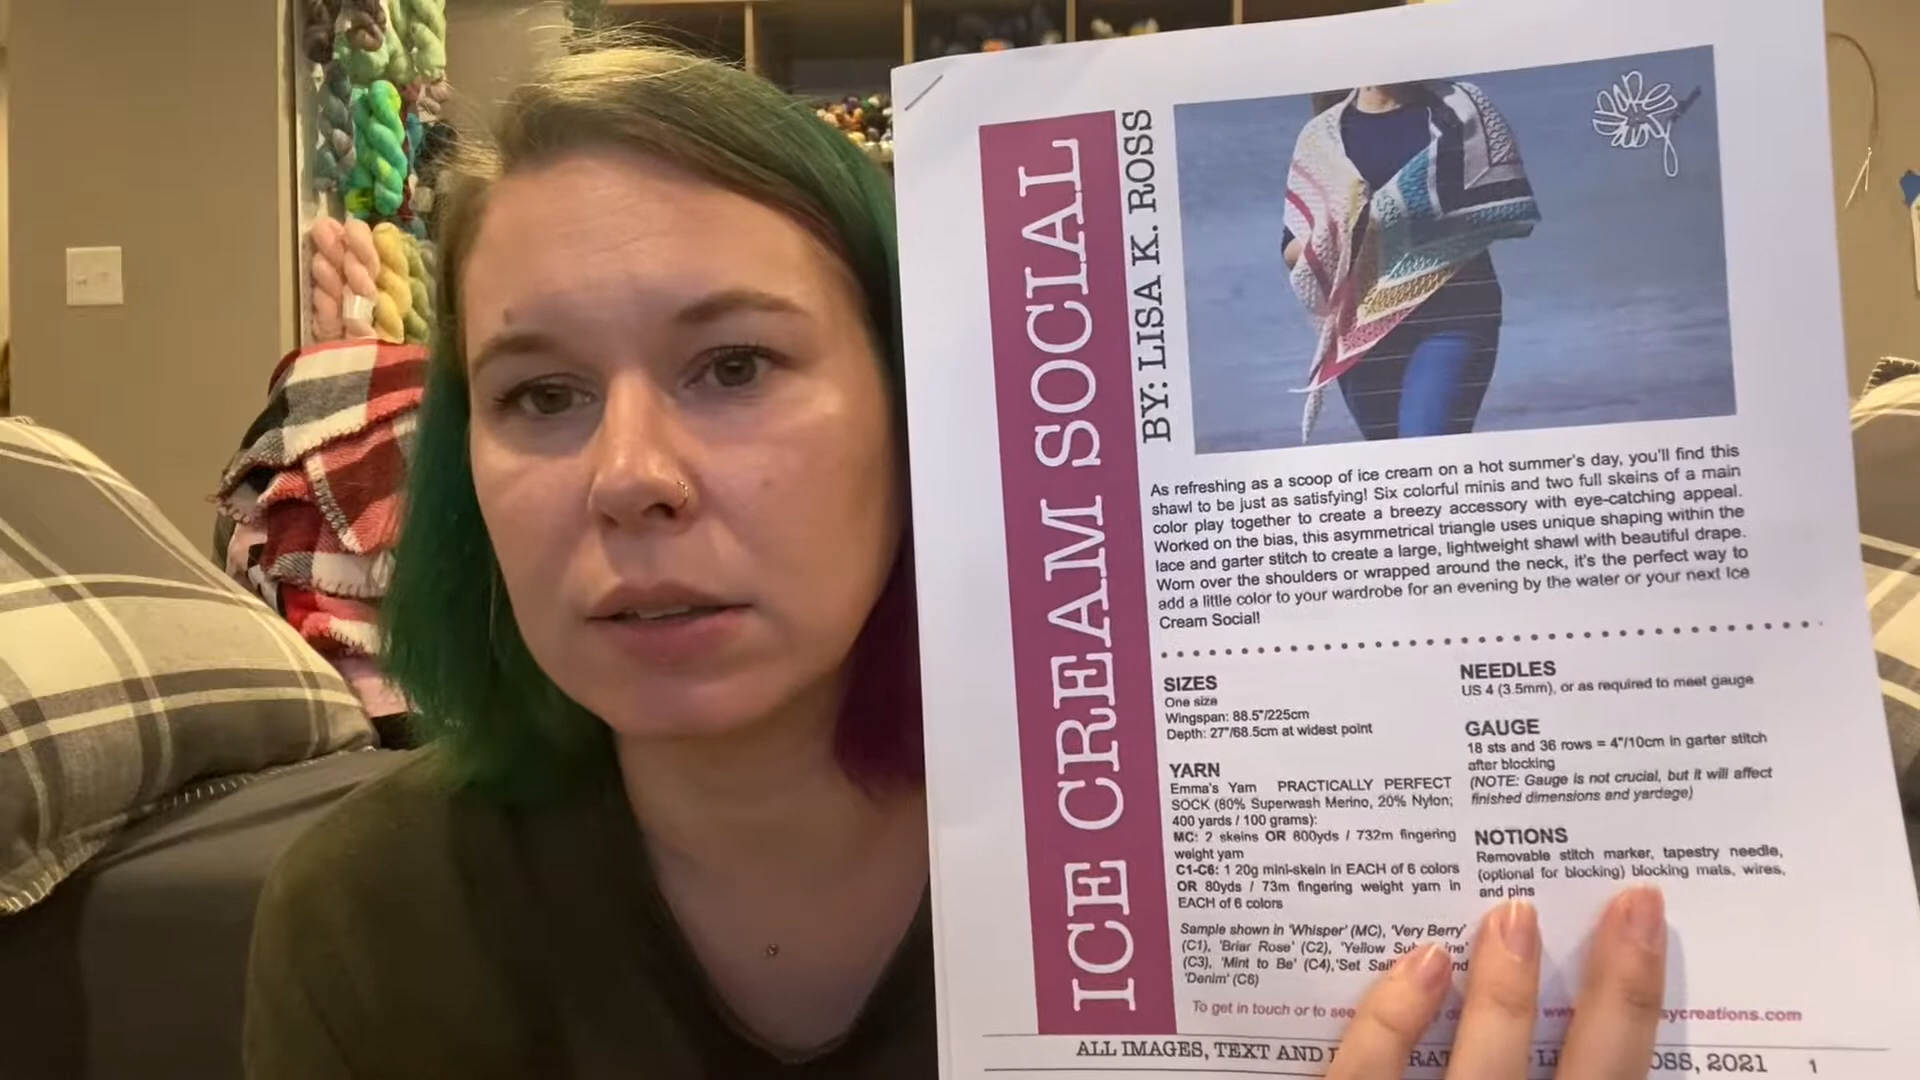 ICE CREAM SOCIAL
BY: LISA K. ROSS
As refreshing as a scoop of ice cream on a hot summer's day, you'll find this
shawl to be just as satisfying! Six colorful minis and two full skeins of a main
color play together to create a breezy accessory with eye-catching appeal.
Worked on the bias, this asymmetrical triangle uses unique shaping within the
lace and garter stitch to create a large, lightweight shawl with beautiful drape.
Worn over the shoulders or wrapped around the neck, it's the perfect way to
add a little color to your wardrobe for an evening by the water or your next Ice
Cream Social!
SIZES
One size
Wingspan: 88.5"/225cm
Depth: 27"/68.5cm at widest point
YARN
Emma's Yarn PRACTICALLY PERFECT
SOCK (80% Superwash Merino, 20% Nylon;
400 yards / 100 grams):
MC: 2 skeins OR 800yds / 732m fingering
weight yarn
C1-C6: 1 20g mini-skein in EACH of 6 colors
OR 80yds / 73m fingering weight yarn in
EACH of 6 colors
Sample shown in 'Whisper' (MC), 'Very Berry'
(C1), 'Briar Rose' (C2), 'Yellow
(C3), 'Mint to Be' (C4), 'Set
'Denim' (C6)
NEEDLES
US 4 (3.5mm), or as required to meet gauge
GAUGE
18 sts and 36 rows = 4"/10cm in garter stitch
after blocking
(NOTE: Gauge is not crucial, but it will affect
finished dimensions and yardage)
NOTIONS
Removable stitch marker, tapestry needle,
(optional for blocking) blocking mats, wires,
and pins
To get in touch or to see sycreations.com
ALL IMAGES, TEXT AND OSS, 2021 1